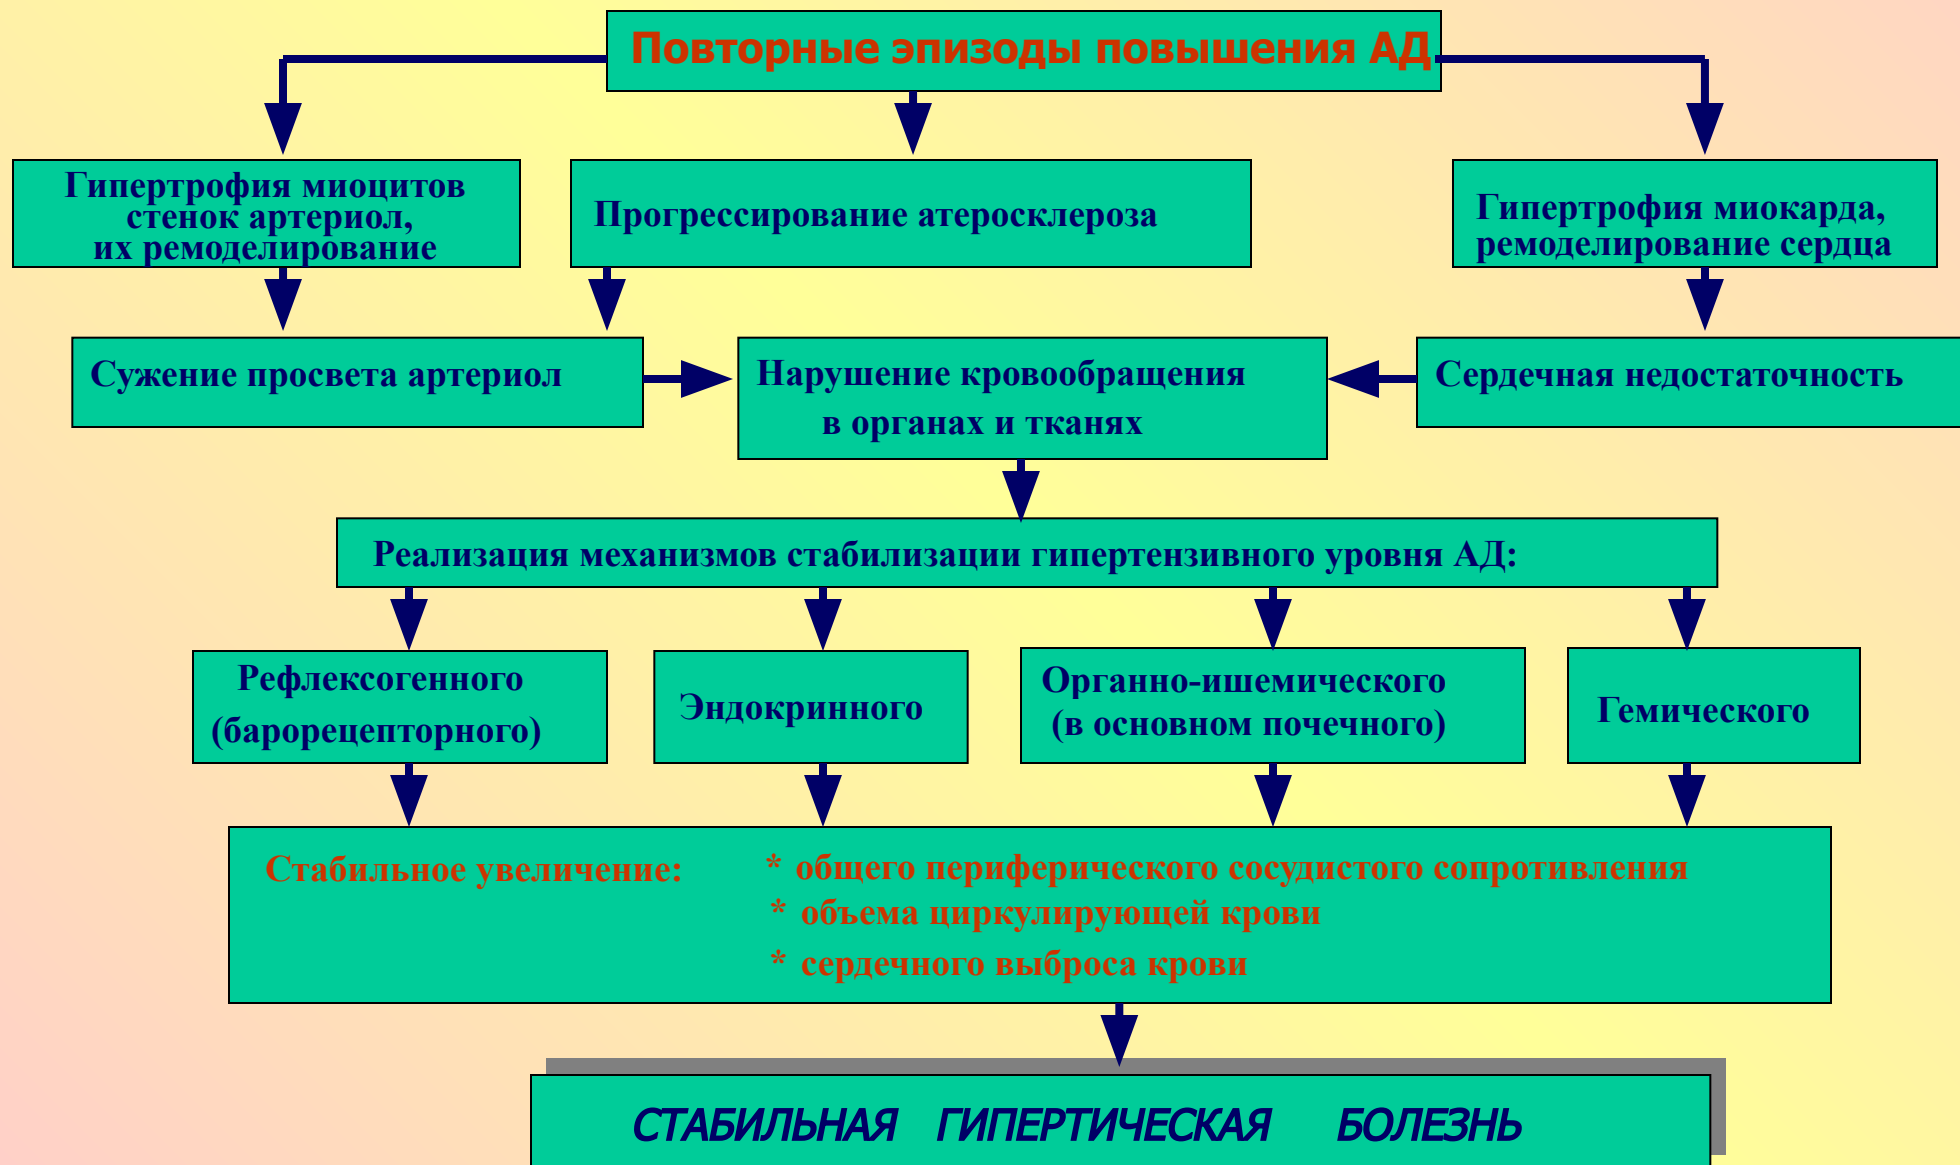 Повторные эпизоды повышения АД
Гипертрофия миоцитов
стенок артериол,
их ремоделирование
Прогрессирование атеросклероза
Гипертрофия миокарда,
ремоделирование сердца
Сужение просвета артериол
Нарушение кровообращения
в органах и тканях
Сердечная недостаточность
Реализация механизмов стабилизации гипертензивного уровня АД:
Рефлексогенного
(барорецепторного)
Эндокринного
Органно-ишемического
(в основном почечного)
Гемического
Стабильное увеличение: * общего периферического сосудистого сопротивления
* объема циркулирующей крови
* сердечного выброса крови
СТАБИЛЬНАЯ ГИПЕРТИЧЕСКАЯ БОЛЕЗНЬ